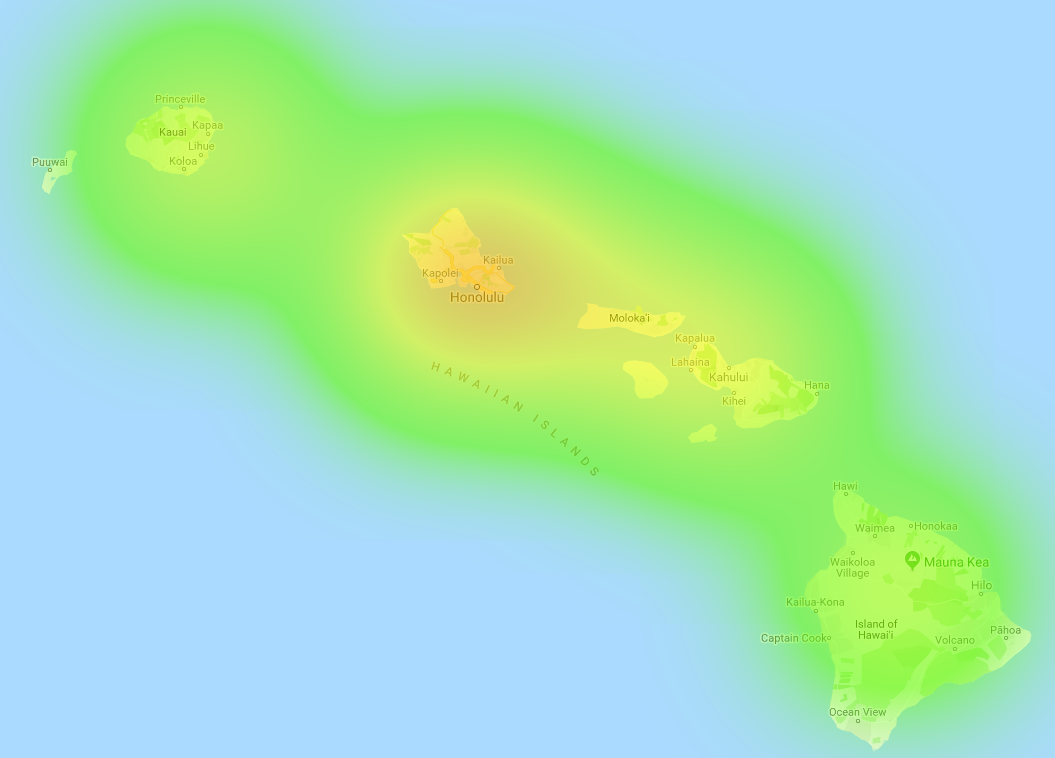 Princeville
Kapaa
Kauai
Lihue
Puuwai
Koloa
Kailua
Kapolei
Honolulu
Moloka'i
Kapalua
Lahaina
Kahului
Hana
Kihei
HAWAIIAN ISLANDS
Hawi
Waimea
Honokaa
Waikoloa
Village
Mauna Kea
Hilo
Kailua-Kona
Island of
Hawai'i
Pāhoa
Captain Cook
Volcano
Ocean View